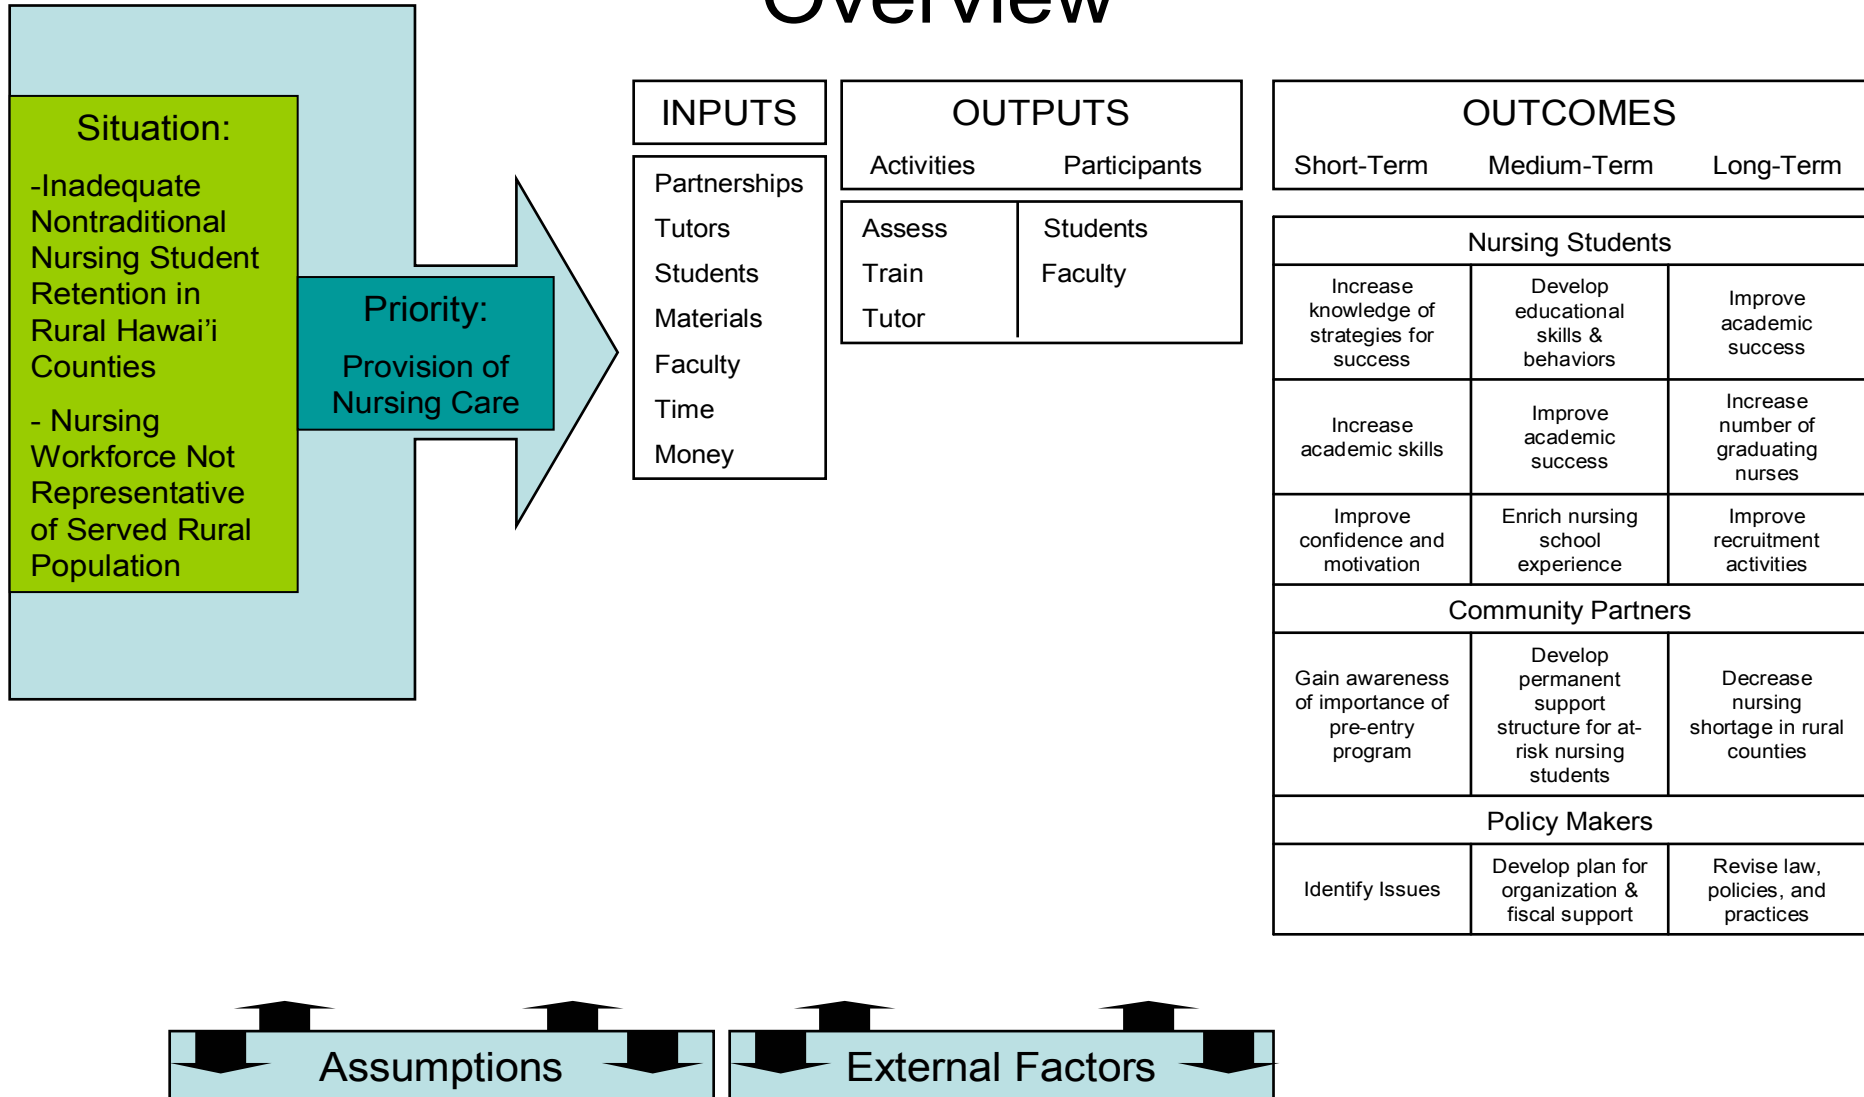 Overview
Situation:
-Inadequate
Nontraditional
Nursing Student
Retention in
Rural Hawai’i
Counties
- Nursing
Workforce Not
Representative
of Served Rural
Population
Priority:
Provision of
Nursing Care
INPUTS
Partnerships
Tutors
Students
Materials
Faculty
Time
Money
OUTPUTS
Activities Participants
Assess Students
Train Faculty
Tutor
OUTCOMES
Short-Term Medium-Term Long-Term
Nursing Students
Increase
knowledge of
strategies for
success
Develop
educational
skills &
behaviors
Improve
academic
success
Increase
academic skills
Improve
academic
success
Increase
number of
graduating
nurses
Improve
confidence and
motivation
Enrich nursing
school
experience
Improve
recruitment
activities
Community Partners
Gain awareness
of importance of
pre-entry
program
Develop
permanent
support
structure for at-
risk nursing
students
Decrease
nursing
shortage in rural
counties
Policy Makers
Identify Issues
Develop plan for
organization &
fiscal support
Revise law,
policies, and
practices
Assumptions
External Factors